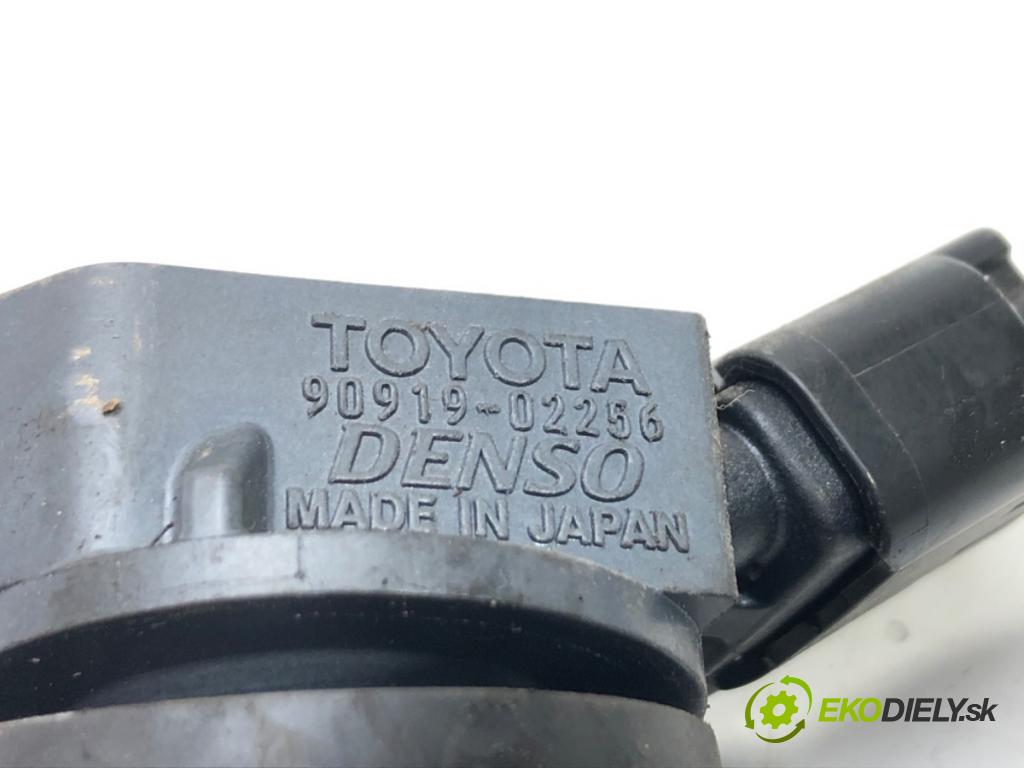 TOYOTA
90919-02256
DENSO
MADE IN JAPAN
EKODIELY.sk